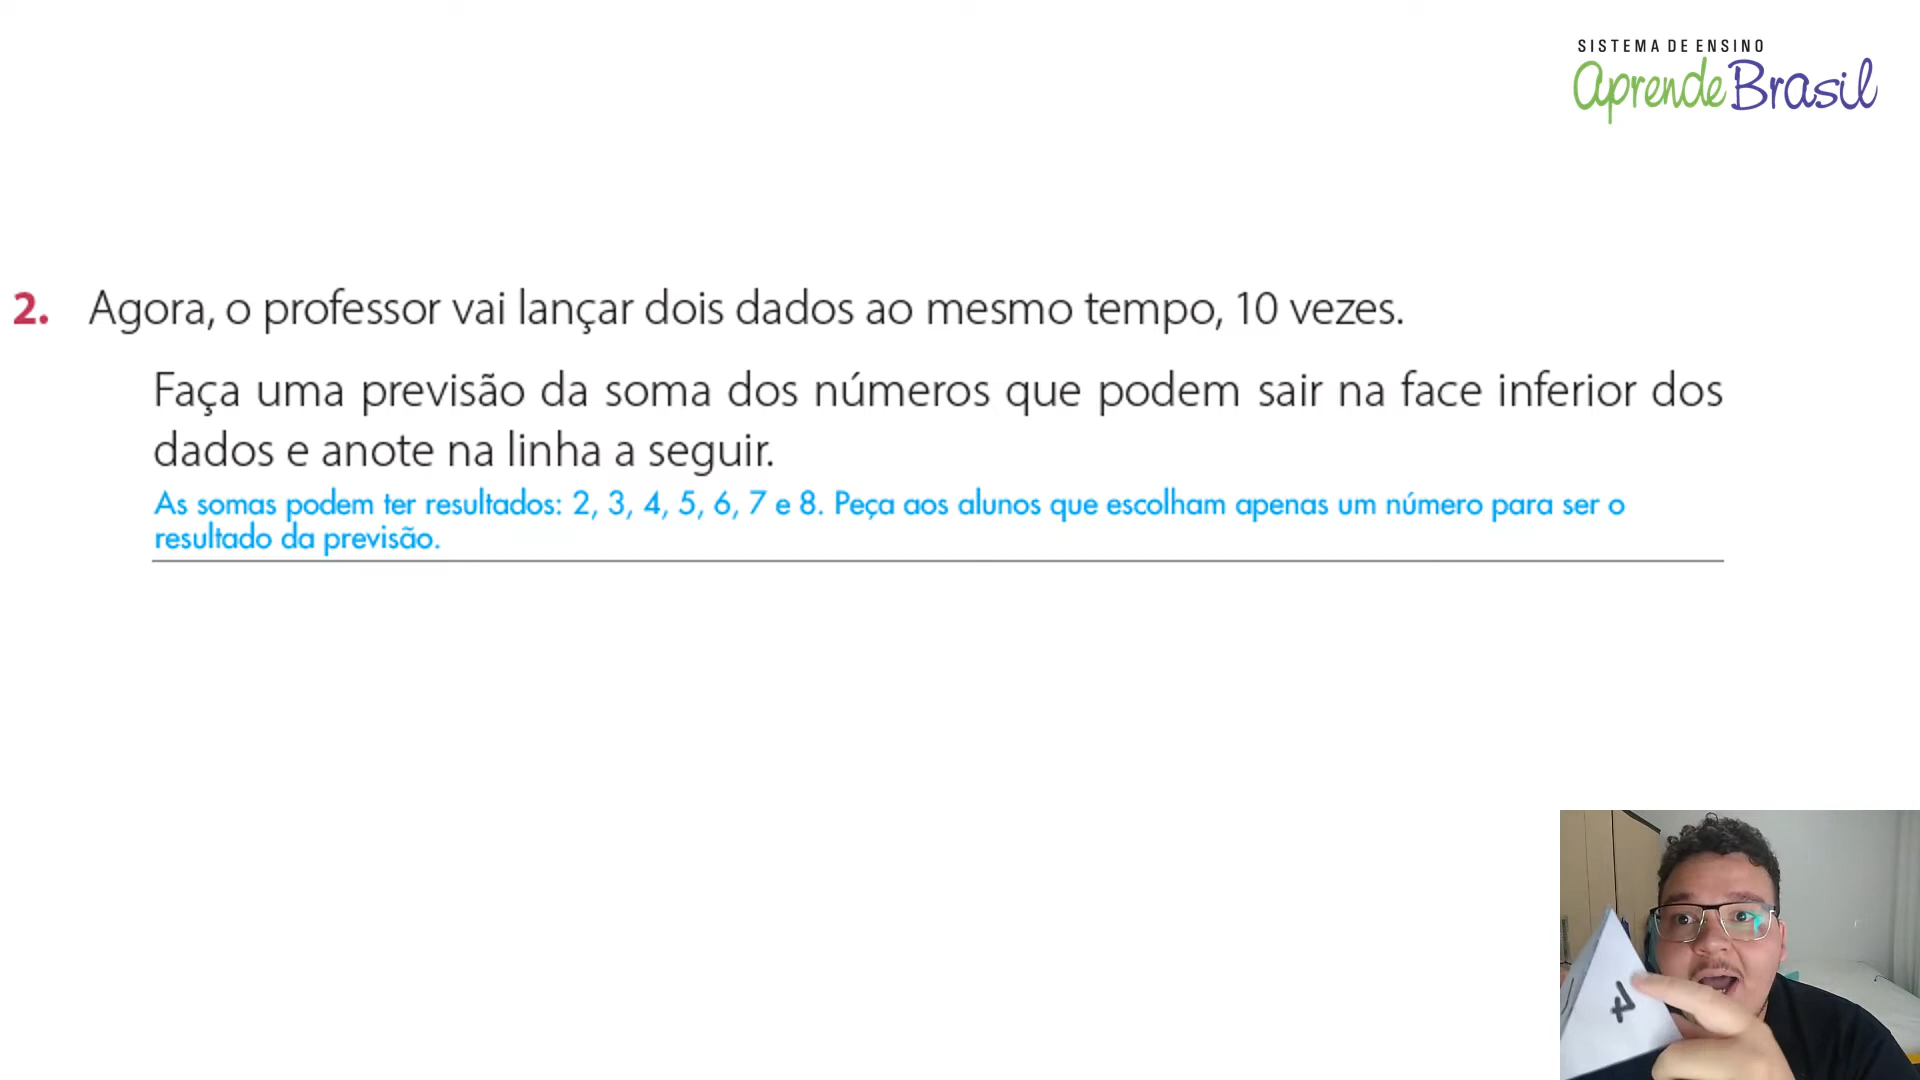 SISTEMA DE ENSINO
aprendeBrasil
2. Agora, o professor vai lançar dois dados ao mesmo tempo, 10 vezes.
Faça uma previsão da soma dos números que podem sair na face inferior dos
dados e anote na linha a seguir.
As somas podem ter resultados: 2, 3, 4, 5, 6, 7 e 8. Peça aos alunos que escolham apenas um número para ser o
resultado da previsão.
4